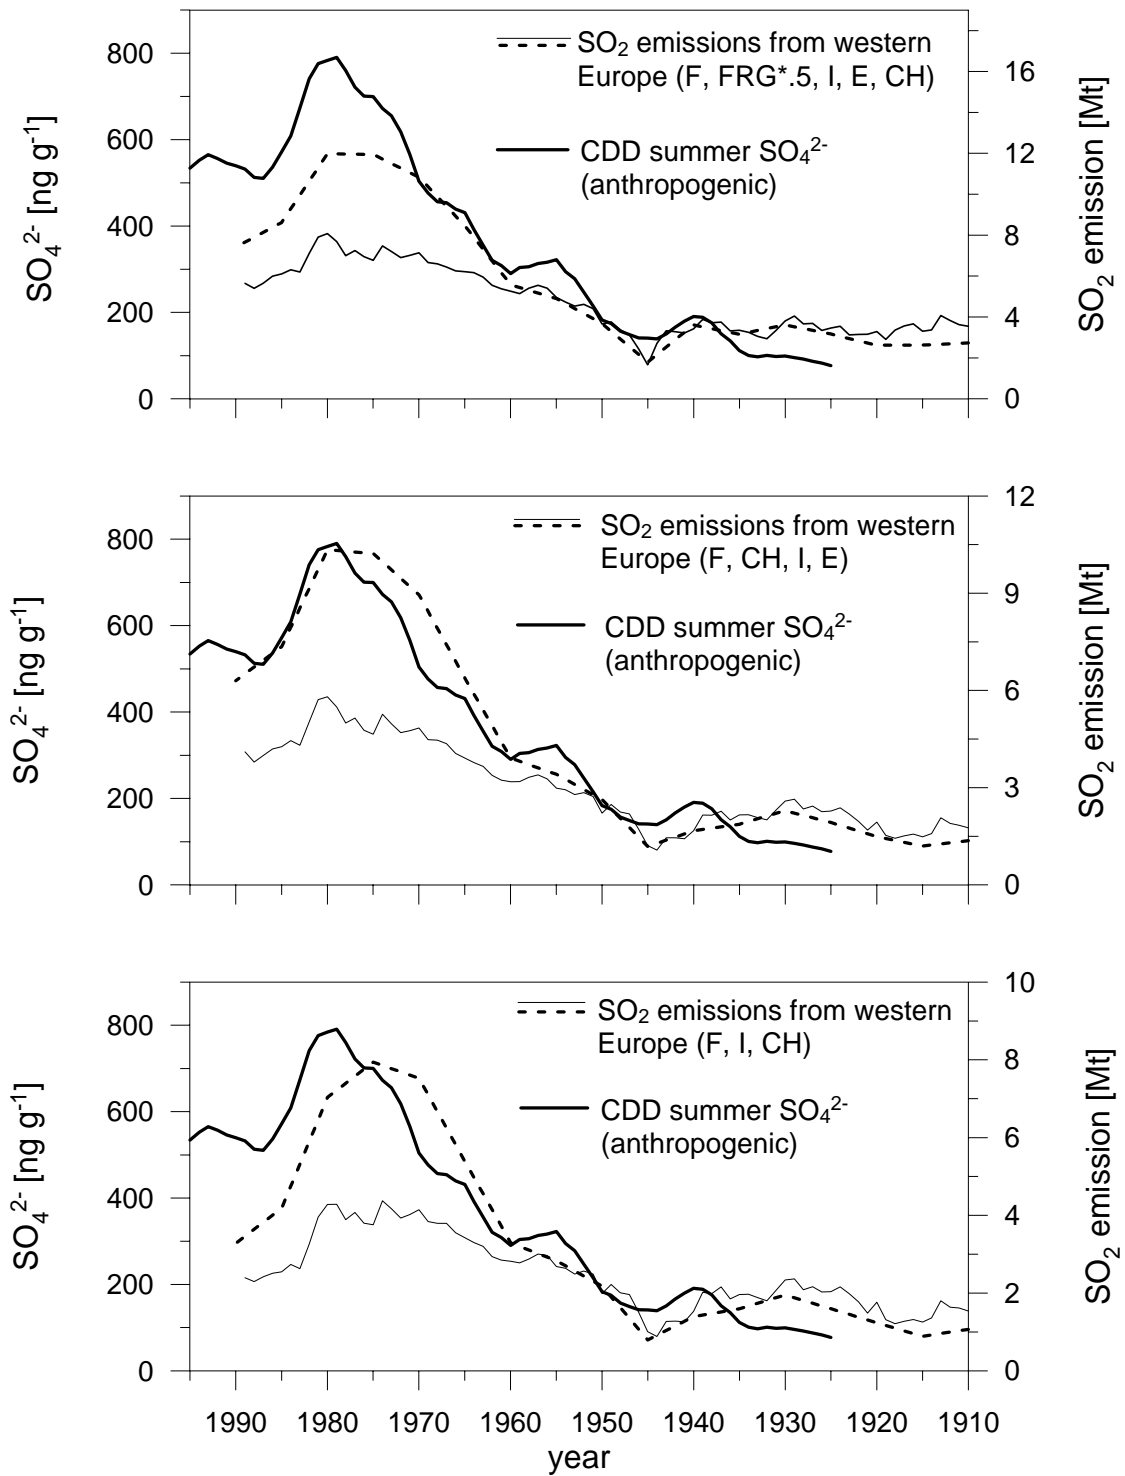 SO₂ emissions from western
Europe (F, FRG*.5, I, E, CH)
CDD summer SO₄²⁻
(anthropogenic)
800
600
400
200
0
SO₄²⁻ [ng g⁻¹]
16
12
8
4
0
SO₂ emission [Mt]
SO₂ emissions from western
Europe (F, CH, I, E)
CDD summer SO₄²⁻
(anthropogenic)
800
600
400
200
0
SO₄²⁻ [ng g⁻¹]
12
9
6
3
0
SO₂ emission [Mt]
SO₂ emissions from western
Europe (F, I, CH)
CDD summer SO₄²⁻
(anthropogenic)
800
600
400
200
0
SO₄²⁻ [ng g⁻¹]
10
8
6
4
2
0
SO₂ emission [Mt]
1990 1980 1970 1960 1950 1940 1930 1920 1910
year